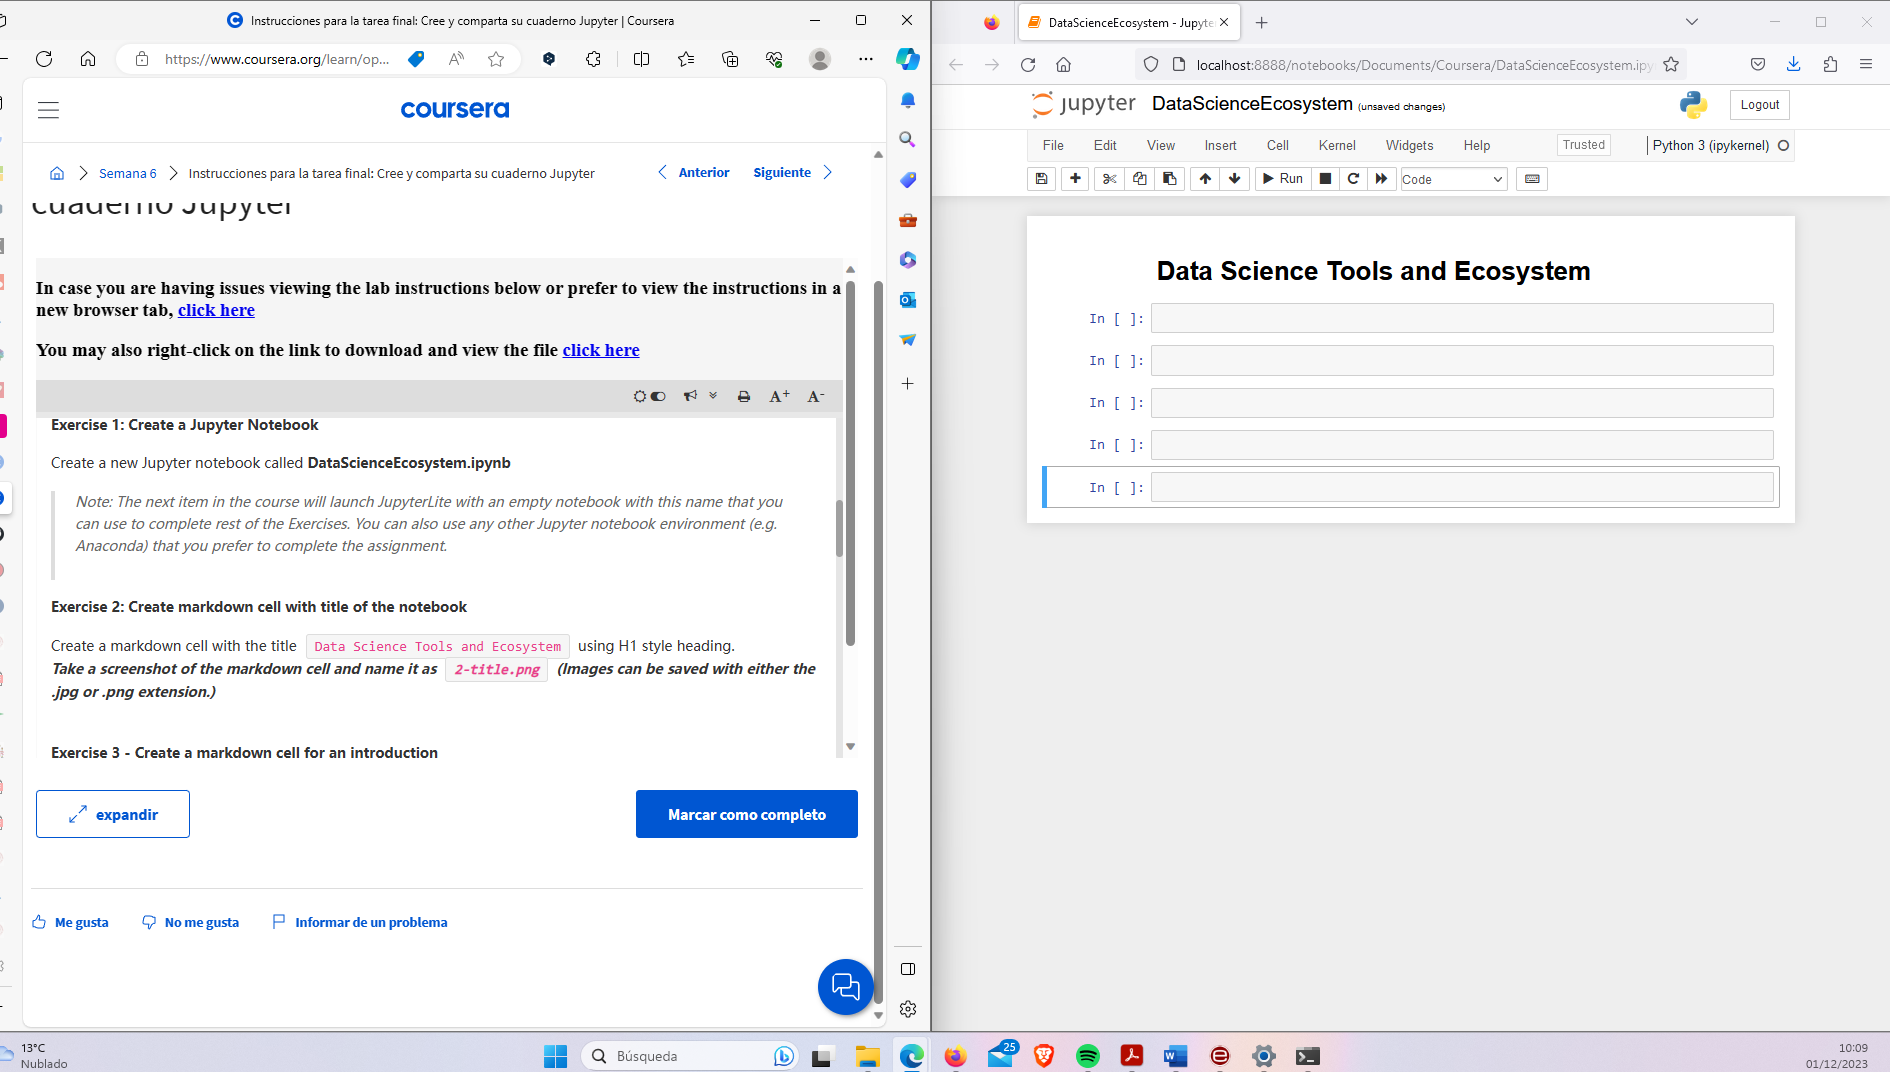 Instrucciones para la tarea final: Cree y comparta su cuaderno Jupyter | Coursera
https://www.coursera.org/learn/op...
coursera
Semana 6
Instrucciones para la tarea final: Cree y comparta su cuaderno Jupyter
Anterior
Siguiente
cuaderno Jupyter
In case you are having issues viewing the lab instructions below or prefer to view the instructions in a
new browser tab, click here
You may also right-click on the link to download and view the file click here
A+
A-
Exercise 1: Create a Jupyter Notebook
Create a new Jupyter notebook called DataScienceEcosystem.ipynb
Note: The next item in the course will launch JupyterLite with an empty notebook with this name that you
can use to complete rest of the Exercises. You can also use any other Jupyter notebook environment (e.g.
Anaconda) that you prefer to complete the assignment.
Exercise 2: Create markdown cell with title of the notebook
Create a markdown cell with the title Data Science Tools and Ecosystem using H1 style heading.
Take a screenshot of the markdown cell and name it as 2-title.png (Images can be saved with either the
.jpg or .png extension.)
Exercise 3 - Create a markdown cell for an introduction
expandir
Marcar como completo
Me gusta
No me gusta
Informar de un problema
DataScienceEcosystem - Jupyte
localhost:8888/notebooks/Documents/Coursera/DataScienceEcosystem.ipy
jupyter
DataScienceEcosystem (unsaved changes)
Logout
File
Edit
View
Insert
Cell
Kernel
Widgets
Help
Trusted
Python 3 (ipykernel)
Run
Code
Data Science Tools and Ecosystem
In [ ]:
In [ ]:
In [ ]:
In [ ]:
In [ ]:
13°C
Nublado
Búsqueda
25
10:09
01/12/2023